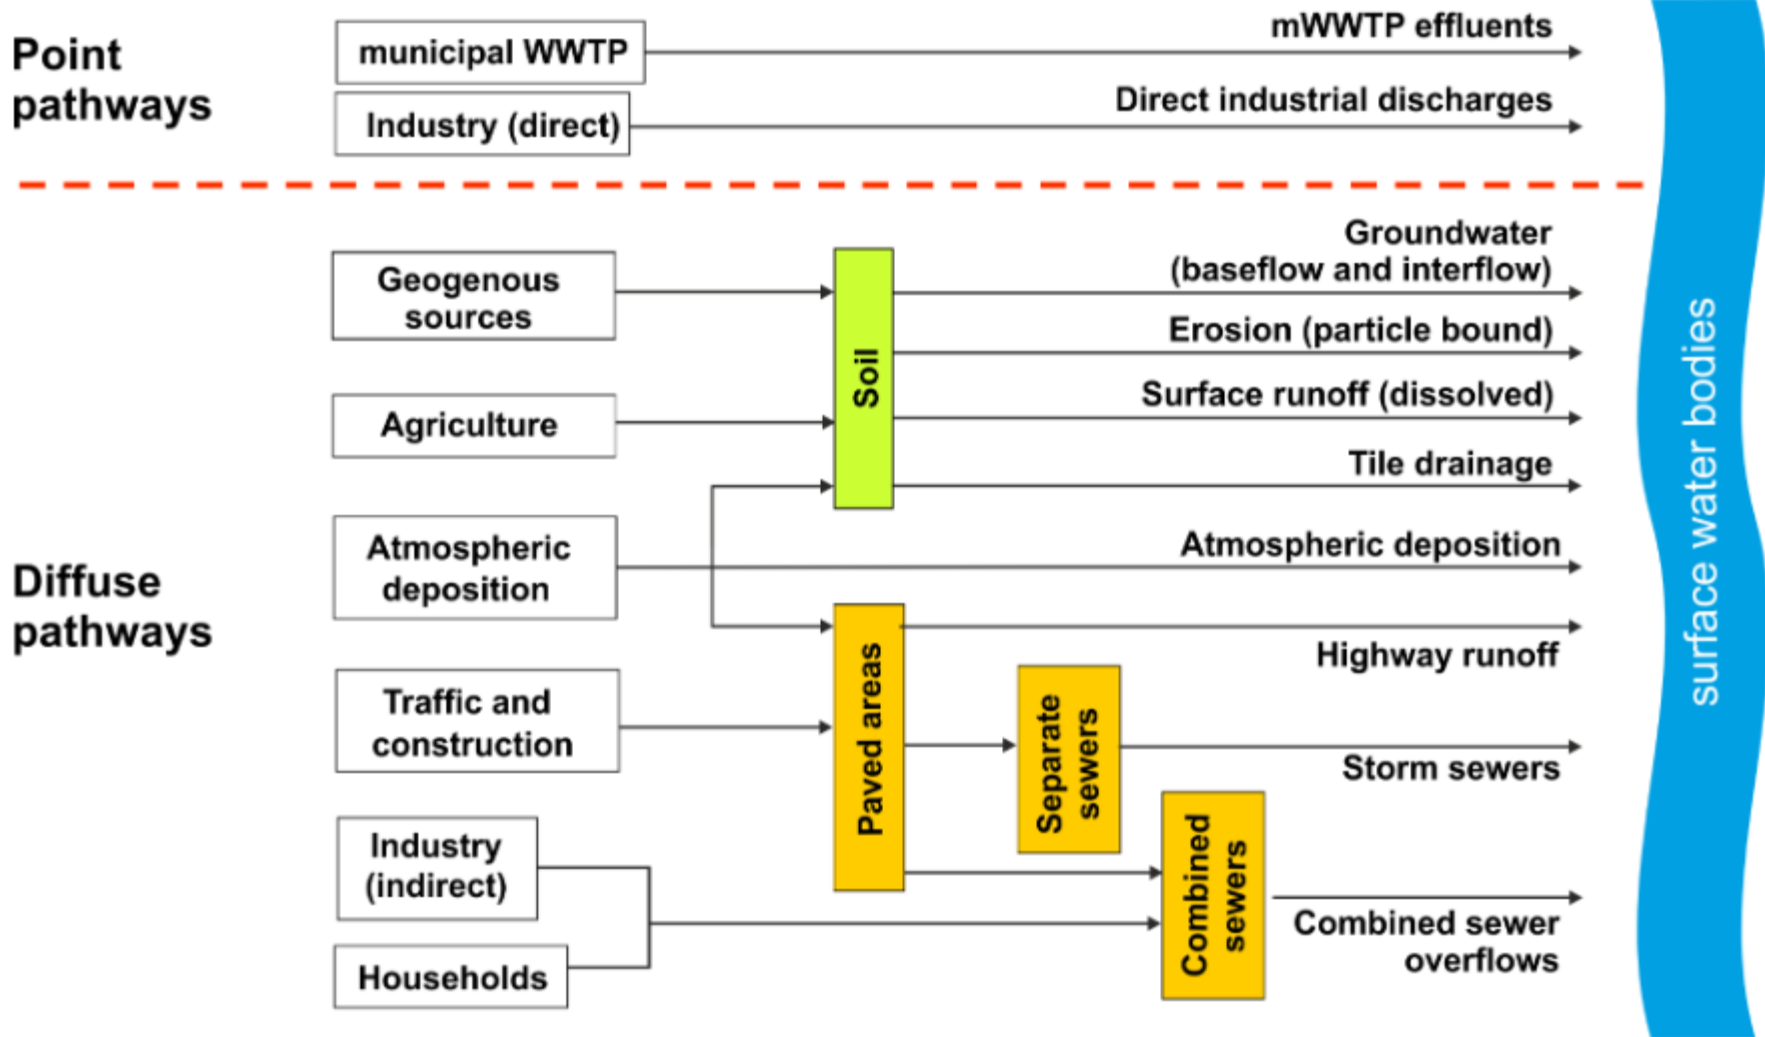 Point
pathways
municipal WWTP
mWWTP effluents
Industry (direct)
Direct industrial discharges
Diffuse
pathways
Geogenous
sources
Agriculture
Atmospheric
deposition
Traffic and
construction
Industry
(indirect)
Households
Soil
Paved areas
Separate
sewers
Combined
sewers
Groundwater
(baseflow and interflow)
Erosion (particle bound)
Surface runoff (dissolved)
Tile drainage
Atmospheric deposition
Highway runoff
Storm sewers
Combined sewer
overflows
surface water bodies